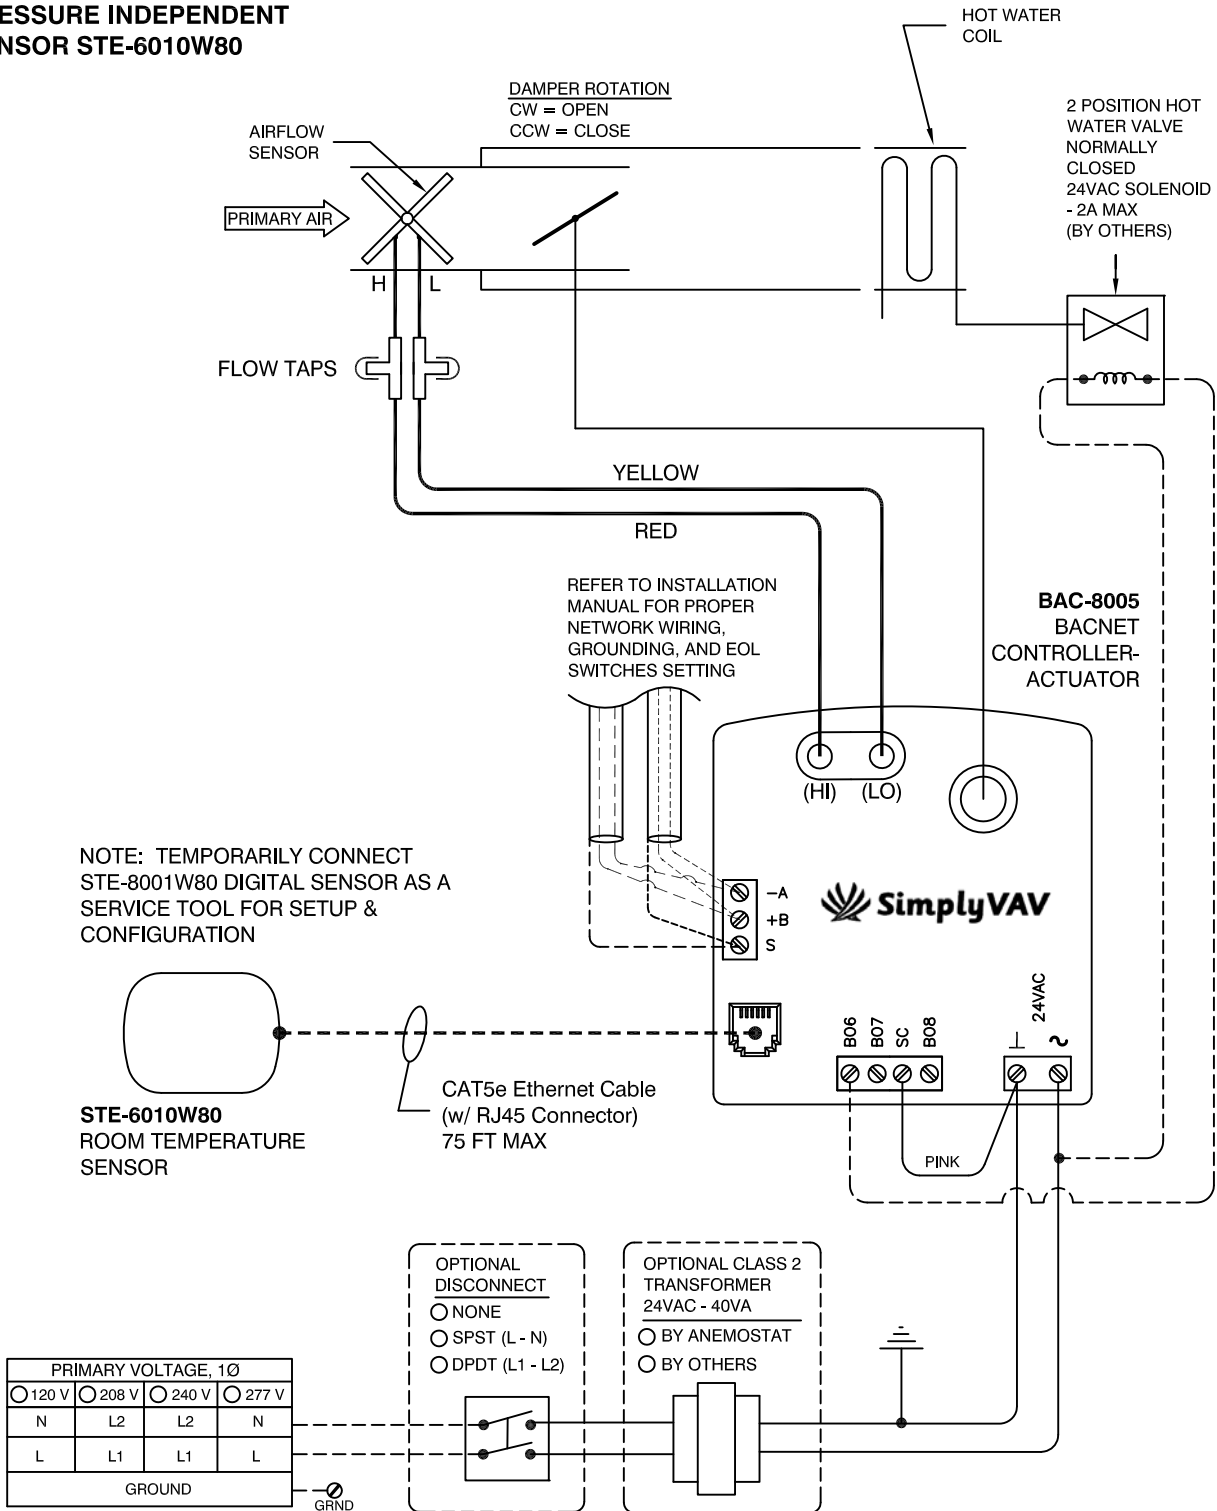 ESSURE INDEPENDENT
NSOR STE-6010W80
HOT WATER
COIL
DAMPER ROTATION
CW = OPEN
CCW = CLOSE
2 POSITION HOT
WATER VALVE
NORMALLY
CLOSED
24VAC SOLENOID
- 2A MAX
(BY OTHERS)
AIRFLOW
SENSOR
PRIMARY AIR
H
L
FLOW TAPS
YELLOW
RED
REFER TO INSTALLATION
MANUAL FOR PROPER
NETWORK WIRING,
GROUNDING, AND EOL
SWITCHES SETTING
BAC-8005
BACNET
CONTROLLER-
ACTUATOR
(HI)
(LO)
NOTE: TEMPORARILY CONNECT
STE-8001W80 DIGITAL SENSOR AS A
SERVICE TOOL FOR SETUP &
CONFIGURATION
-A
+B
S
SimplyVAV
BO6
BO7
SC
BO8
24VAC
STE-6010W80
ROOM TEMPERATURE
SENSOR
CAT5e Ethernet Cable
(w/ RJ45 Connector)
75 FT MAX
PINK
OPTIONAL
DISCONNECT
NONE
SPST (L - N)
DPDT (L1 - L2)
OPTIONAL CLASS 2
TRANSFORMER
24VAC - 40VA
BY ANEMOSTAT
BY OTHERS
PRIMARY VOLTAGE, 1Ø
120 V 208 V 240 V 277 V
N L2 L2 N
L L1 L1 L
GROUND
GRND